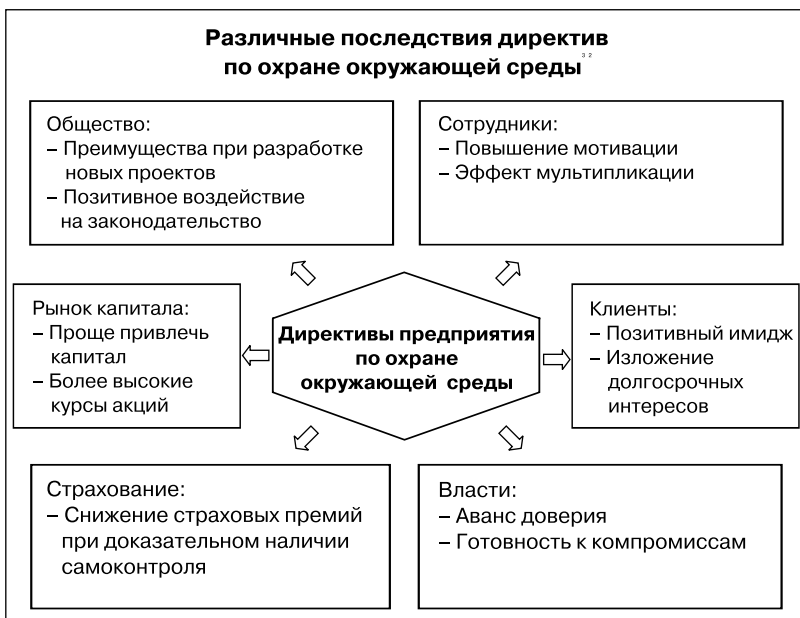 Различные последствия директив
по охране окружающей среды³²
Общество:
– Преимущества при разработке
новых проектов
– Позитивное воздействие
на законодательство
Сотрудники:
– Повышение мотивации
– Эффект мультипликации
Рынок капитала:
– Проще привлечь
капитал
– Более высокие
курсы акций
Директивы предприятия
по охране
окружающей среды
Клиенты:
– Позитивный имидж
– Изложение
долгосрочных
интересов
Страхование:
– Снижение страховых премий
при доказательном наличии
самоконтроля
Власти:
– Аванс доверия
– Готовность к компромиссам